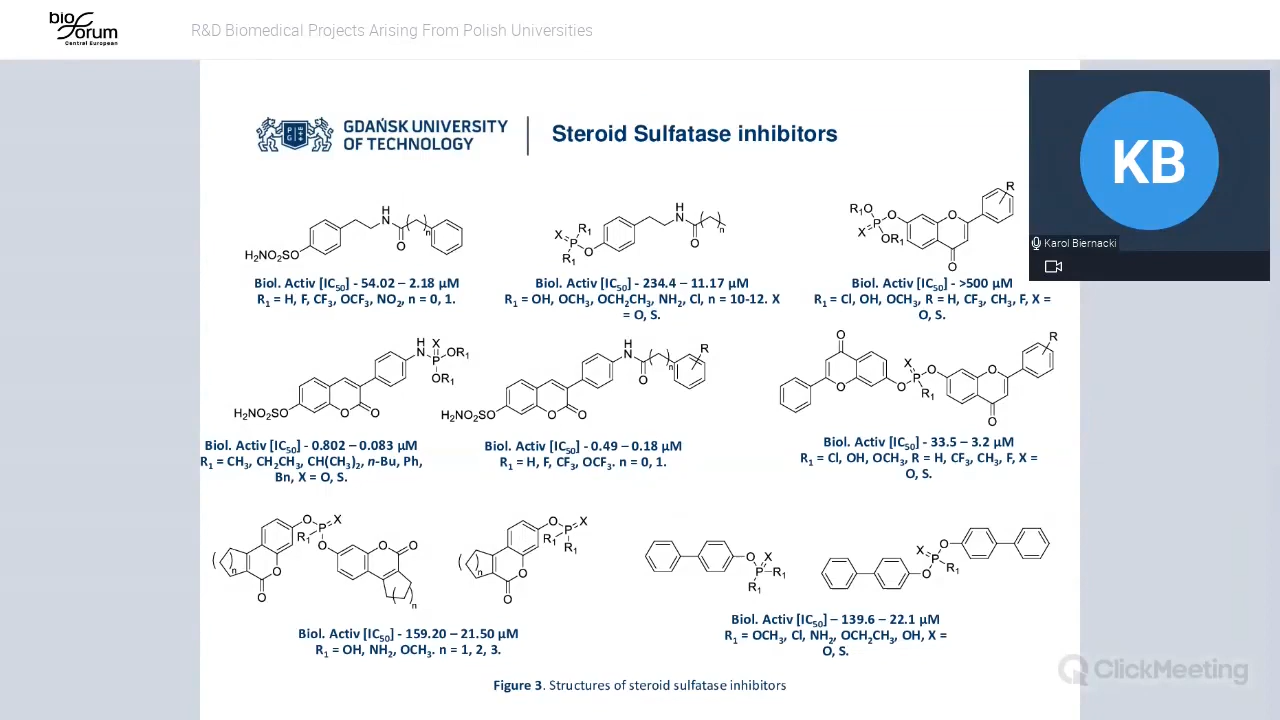 bio
Forum
Central European
R&D Biomedical Projects Arising From Polish Universities
GDAŃSK UNIVERSITY
OF TECHNOLOGY
Steroid Sulfatase inhibitors
KB
Karol Biernacki
Biol. Activ [IC50] - 54.02 – 2.18 µM
R1 = H, F, CF3, OCF3, NO2, n = 0, 1.
Biol. Activ [IC50] - 234.4 – 11.17 µM
R1 = OH, OCH3, OCH2CH3, NH2, Cl, n = 10-12. X
= O, S.
Biol. Activ [IC50] - >500 µM
R1 = Cl, OH, OCH3, R = H, CF3, CH3, F, X =
O, S.
Biol. Activ [IC50] - 0.802 – 0.083 µM
R1 = CH3, CH2CH3, CH(CH3)2, n-Bu, Ph,
Bn, X = O, S.
Biol. Activ [IC50] - 0.49 – 0.18 µM
R1 = H, F, CF3, OCF3. n = 0, 1.
Biol. Activ [IC50] - 33.5 – 3.2 µM
R1 = Cl, OH, OCH3, R = H, CF3, CH3, F, X =
O, S.
Biol. Activ [IC50] - 159.20 – 21.50 µM
R1 = OH, NH2, OCH3. n = 1, 2, 3.
Biol. Activ [IC50] – 139.6 – 22.1 µM
R1 = OCH3, Cl, NH2, OCH2CH3, OH, X =
O, S.
Figure 3. Structures of steroid sulfatase inhibitors
ClickMeeting